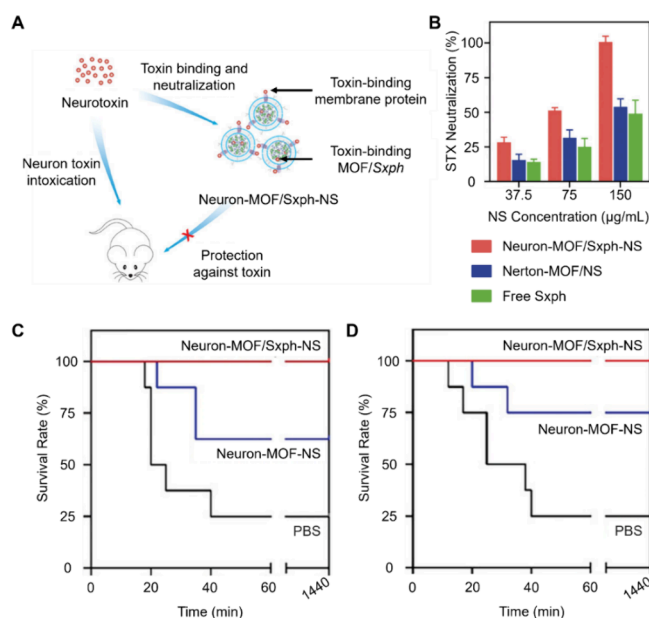 A
Neurotoxin
Toxin binding and
neutralization
Toxin-binding
membrane protein
Toxin-binding
MOF/Sxph
Neuron toxin
intoxication
Neuron-MOF/Sxph-NS
Protection
against toxin
B
STX Neutralization (%)
100
75
50
25
0
37.5
75
150
NS Concentration (µg/mL)
Neuron-MOF/Sxph-NS
Nerton-MOF/NS
Free Sxph
C
Survival Rate (%)
100
75
50
25
0
Neuron-MOF/Sxph-NS
Neuron-MOF-NS
PBS
0
20
40
60
1440
Time (min)
D
Survival Rate (%)
100
75
50
25
0
Neuron-MOF/Sxph-NS
Neuron-MOF-NS
PBS
0
20
40
60
1440
Time (min)